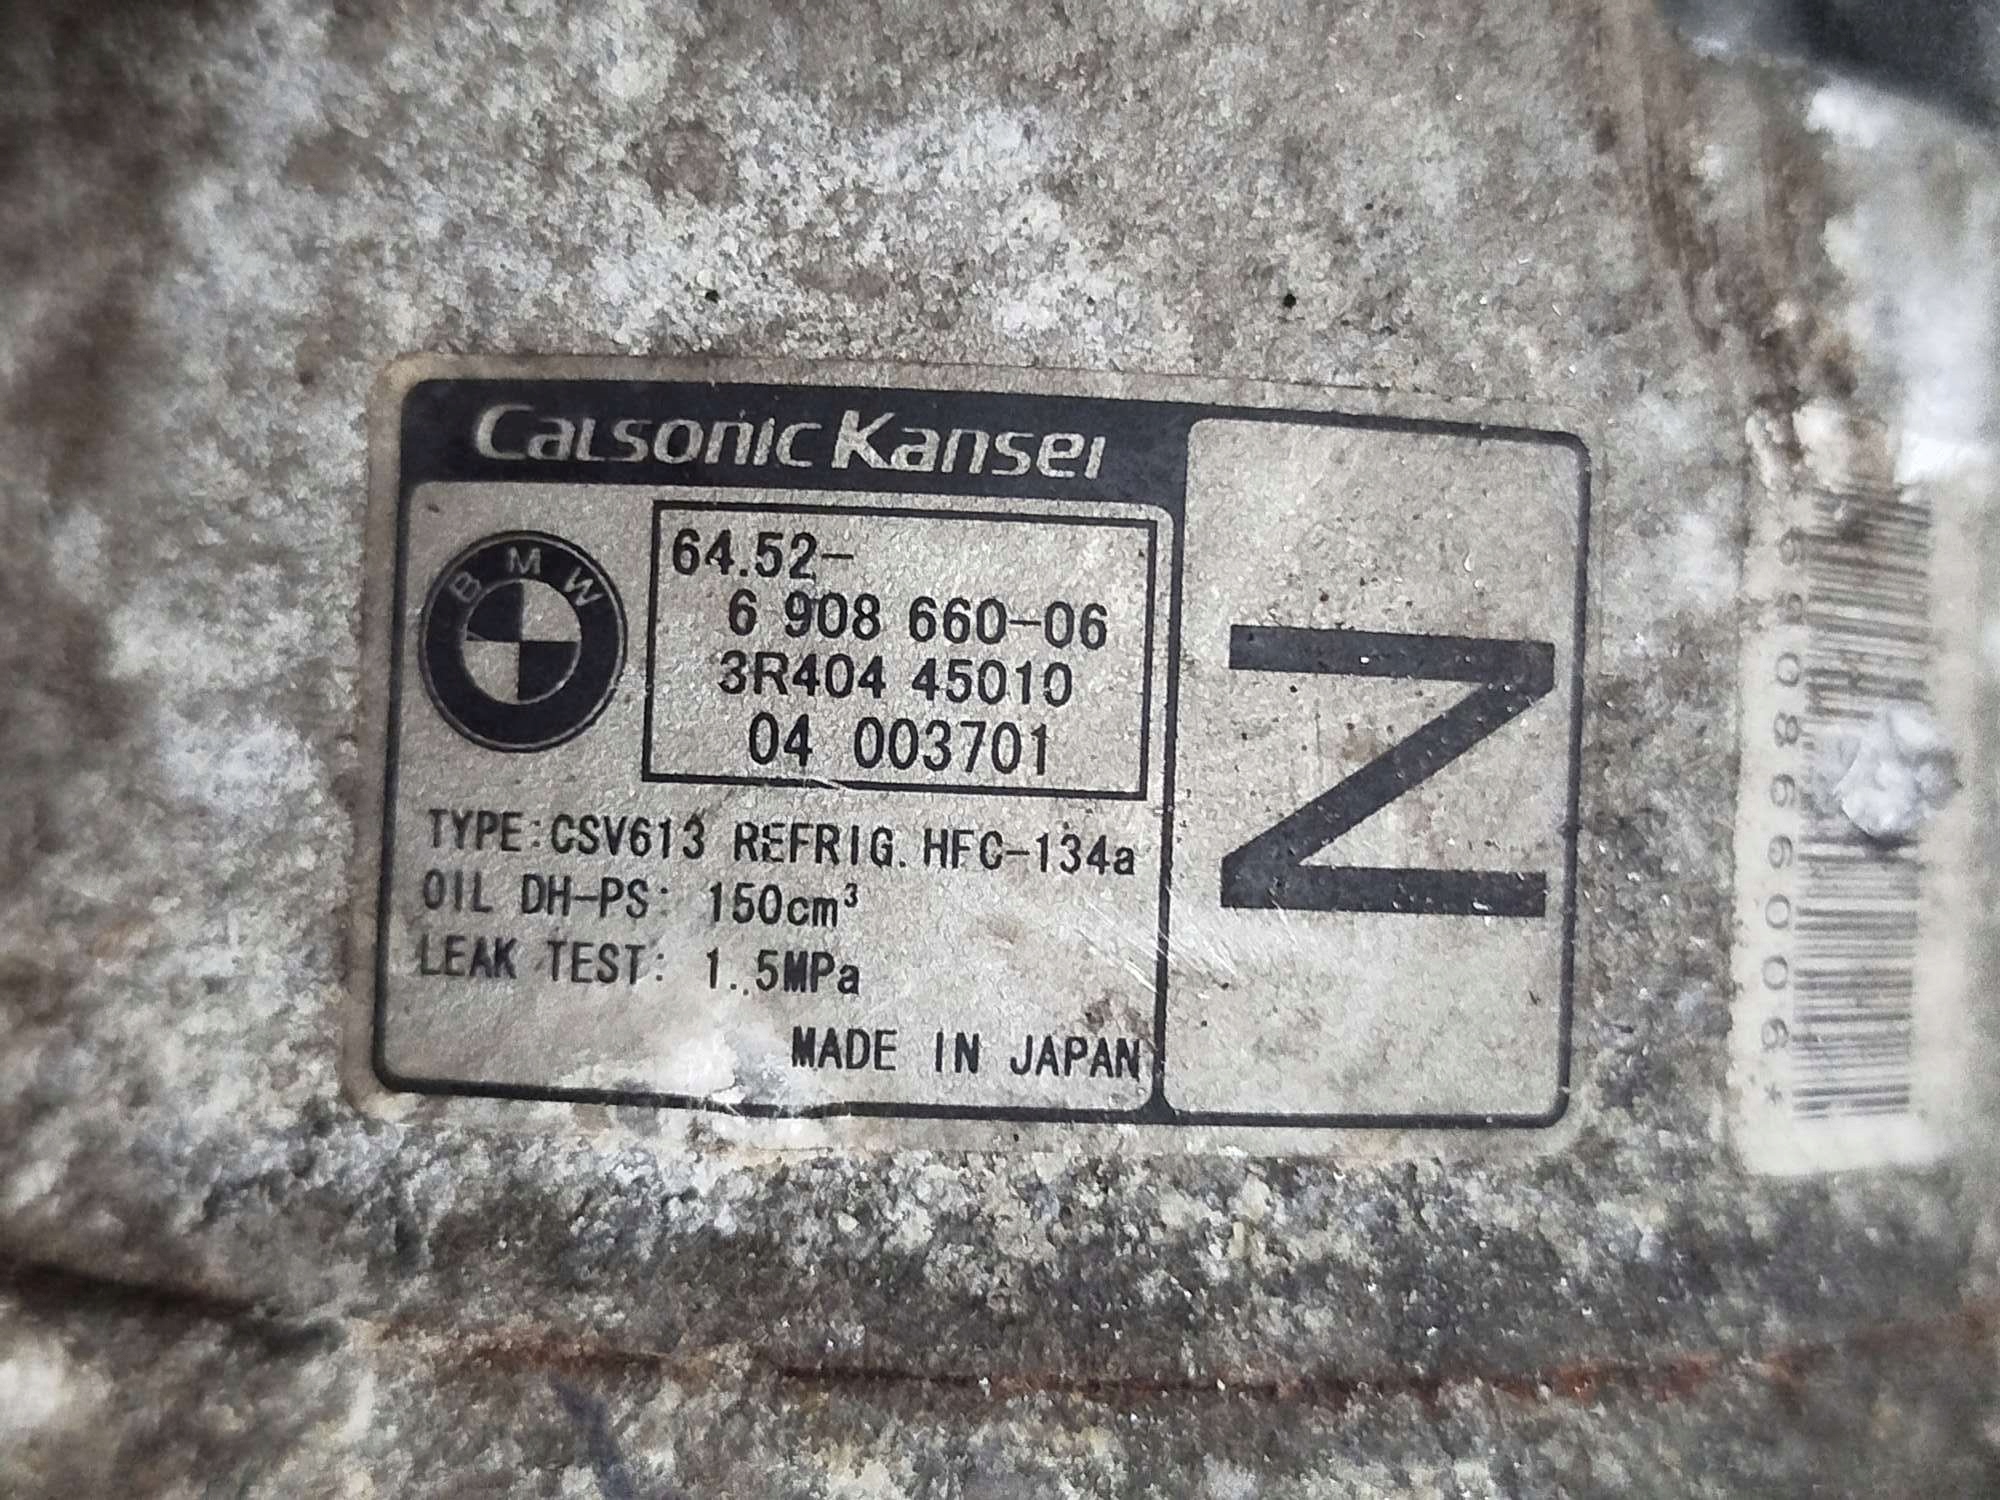 Calsonic Kansei
BMW
64.52-
6 908 660-06
3R404 45010
04 003701
TYPE:CSV613 REFRIG. HFC-134a
OIL DH-PS: 150cm³
LEAK TEST: 1..5MPa
MADE IN JAPAN
Z